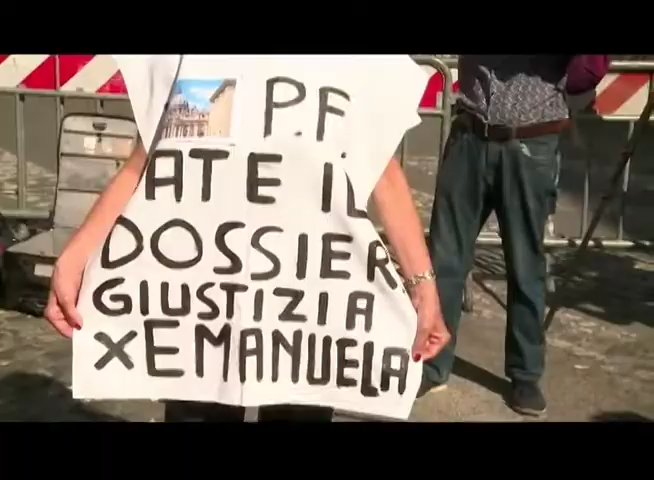 P.F
ATE IL
DOSSIER
GIUSTIZIA
XEMANUELA